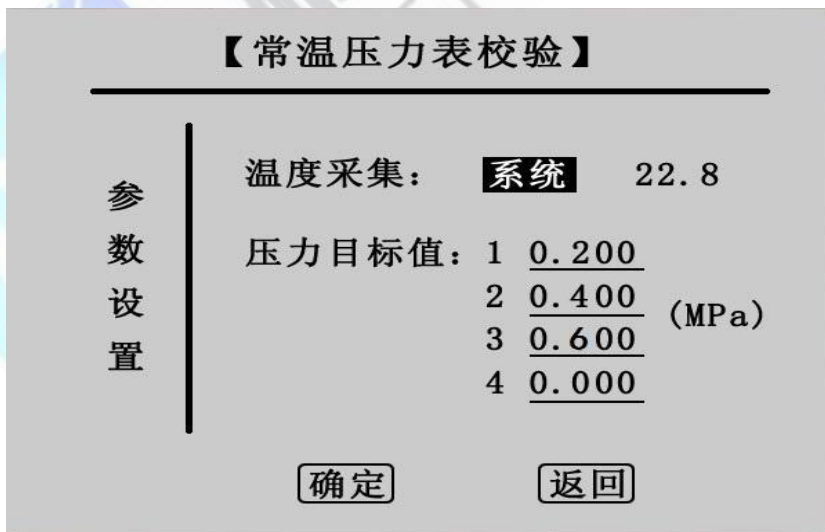 【常温压力表校验】
参数设置
温度采集： 系统 22.8
压力目标值： 1 0.200
2 0.400
(MPa)
3 0.600
4 0.000
确定 返回